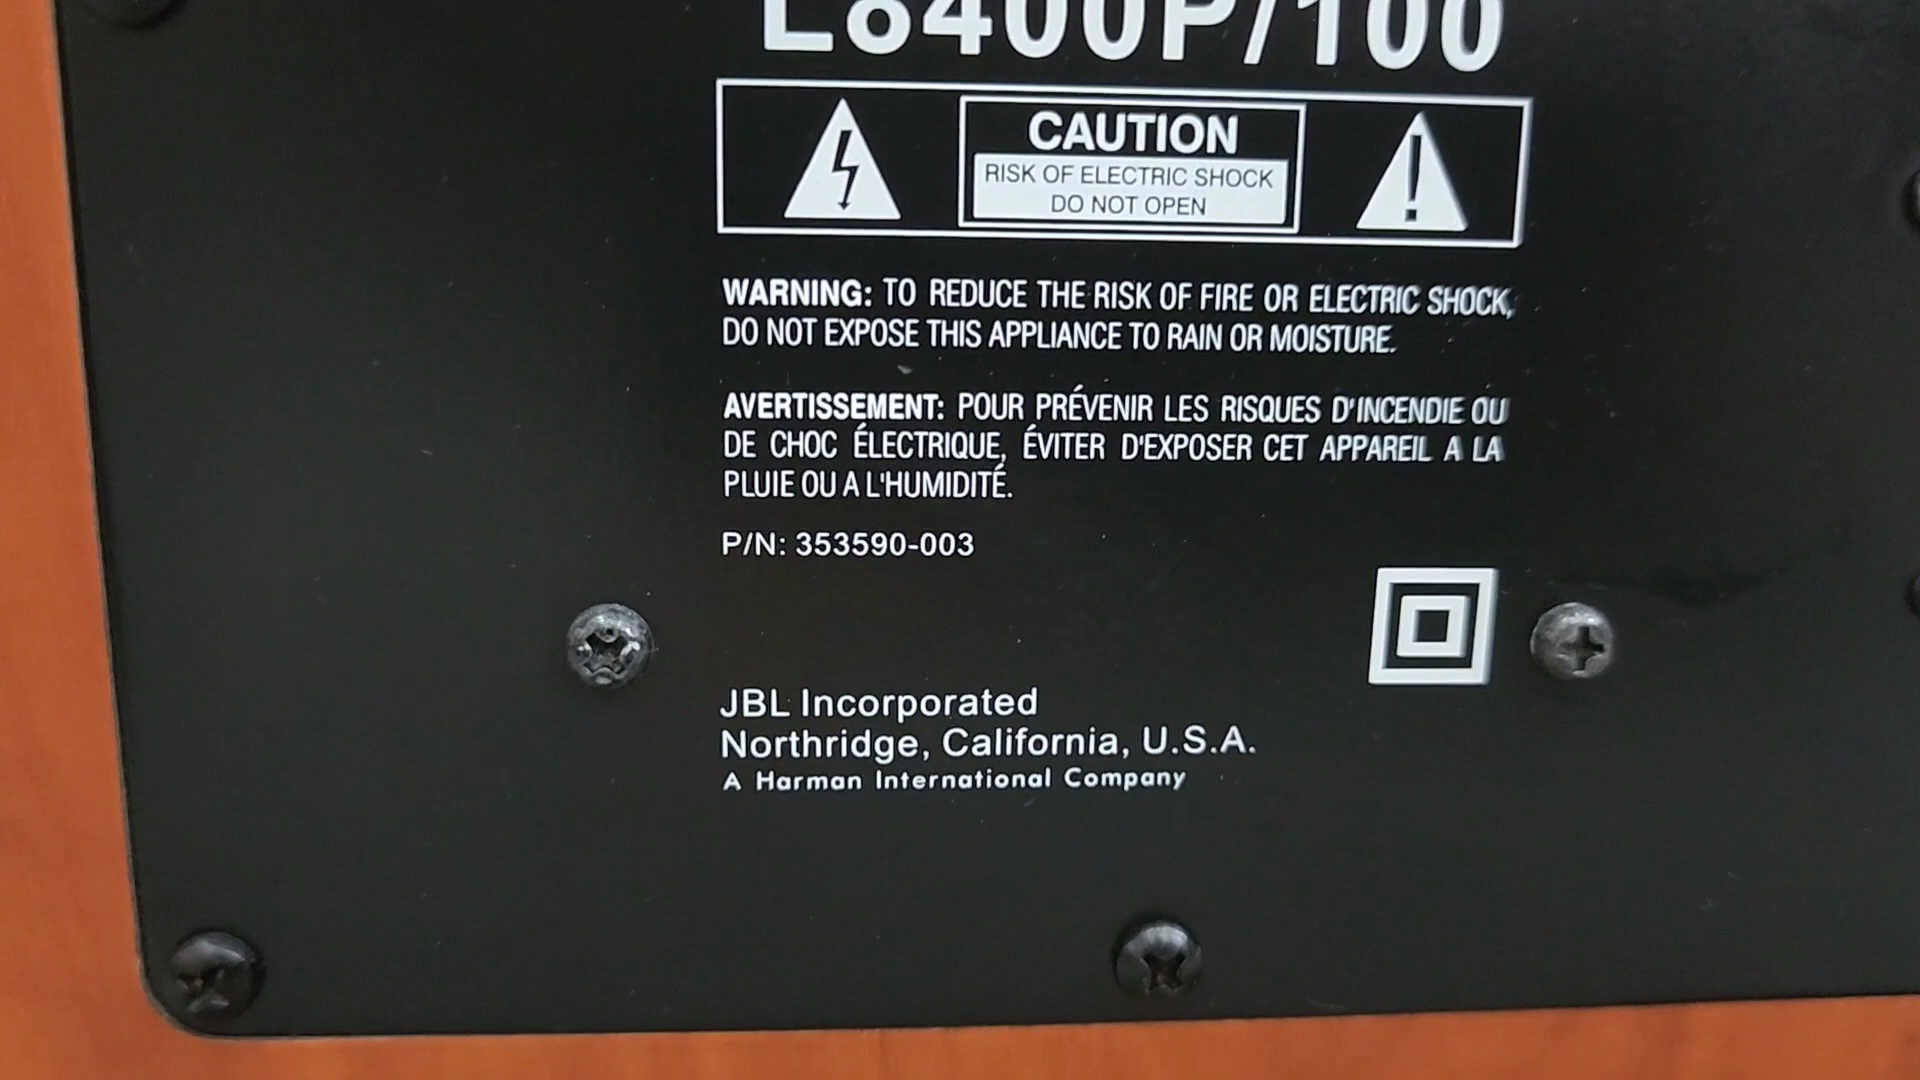 L8400P/100
CAUTION
RISK OF ELECTRIC SHOCK
DO NOT OPEN
WARNING: TO REDUCE THE RISK OF FIRE OR ELECTRIC SHOCK,
DO NOT EXPOSE THIS APPLIANCE TO RAIN OR MOISTURE.
AVERTISSEMENT: POUR PRÉVENIR LES RISQUES D'INCENDIE OU
DE CHOC ÉLECTRIQUE, ÉVITER D'EXPOSER CET APPAREIL A LA
PLUIE OU A L'HUMIDITÉ.
P/N: 353590-003
JBL Incorporated
Northridge, California, U.S.A.
A Harman International Company